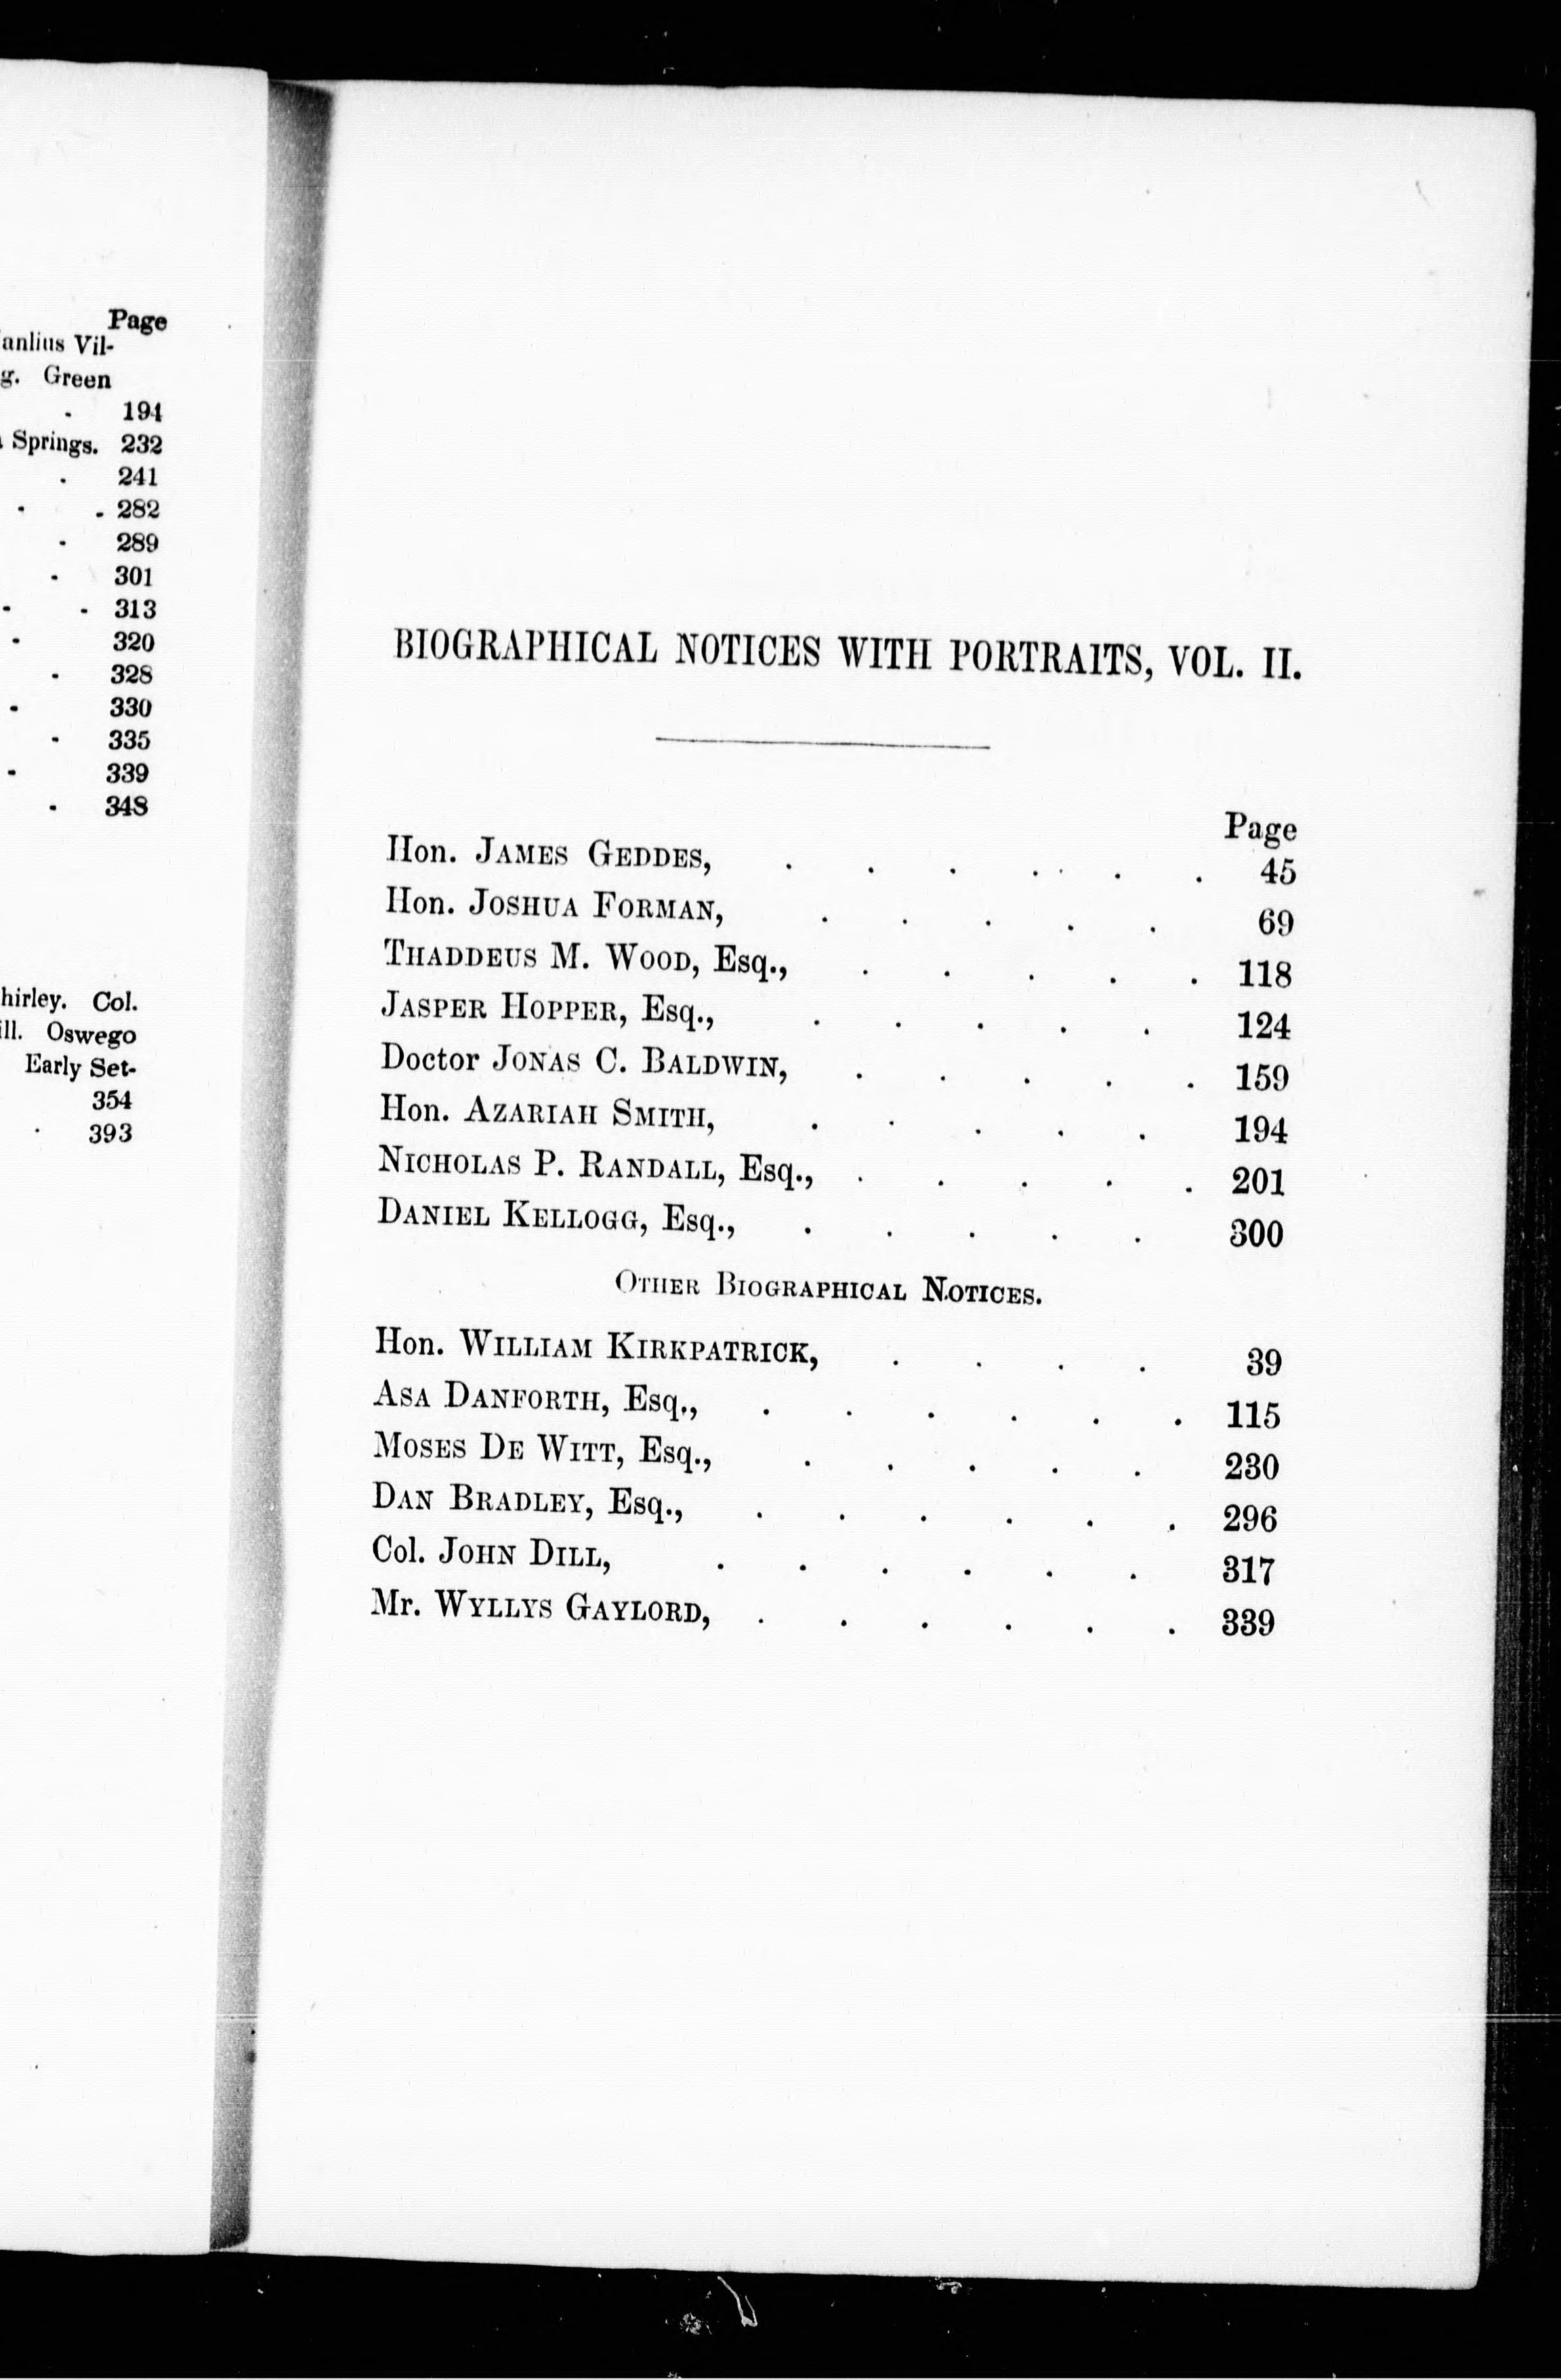 Page
anlius Vil-
g. Green
. 194
Springs. 232
. 241
. . 282
- 289
- 301
- - 313
- 320
. 328
- 330
- 335
- 339
. 348
hirley. Col.
ill. Oswego
Early Set-
354
. 393
BIOGRAPHICAL NOTICES WITH PORTRAITS, VOL. II.
Page
Hon. JAMES GEDDES, . . . . . . 45
Hon. JOSHUA FORMAN, . . . . . 69
THADDEUS M. WOOD, Esq., . . . . . 118
JASPER HOPPER, Esq., . . . . . 124
Doctor JONAS C. BALDWIN, . . . . . 159
Hon. AZARIAH SMITH, . . . . . 194
NICHOLAS P. RANDALL, Esq., . . . . . 201
DANIEL KELLOGG, Esq., . . . . . 300
OTHER BIOGRAPHICAL NOTICES.
Hon. WILLIAM KIRKPATRICK, . . . . 39
ASA DANFORTH, Esq., . . . . . . 115
MOSES DE WITT, Esq., . . . . . 230
DAN BRADLEY, Esq., . . . . . . 296
Col. JOHN DILL, . . . . . . 317
Mr. WYLLYS GAYLORD, . . . . . . 339